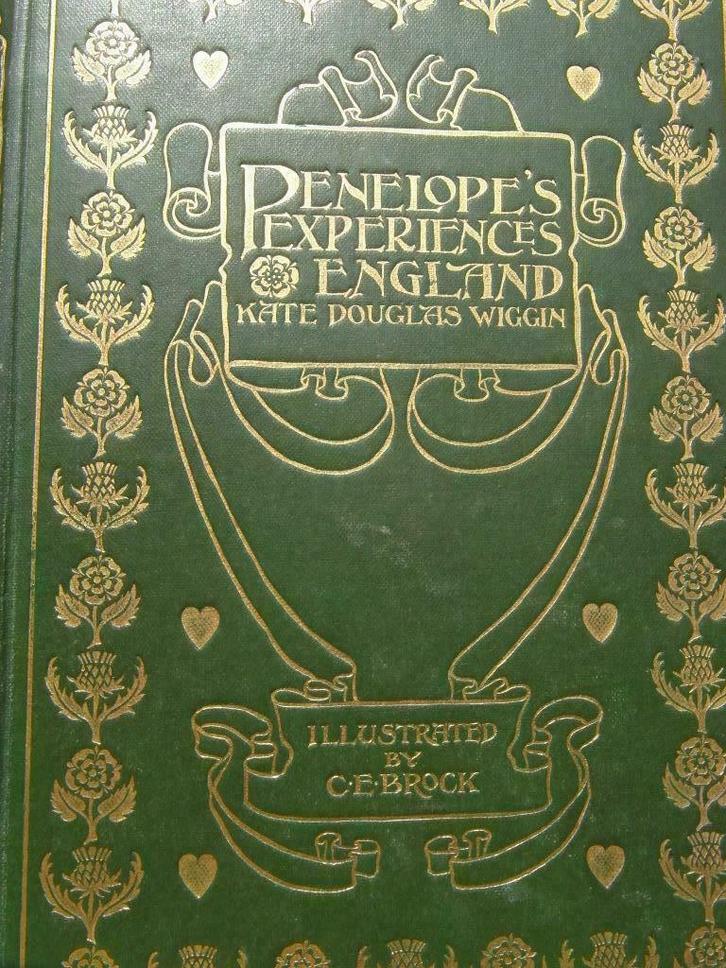 PENELOPE'S
EXPERIENCES
ENGLAND
KATE DOUGLAS WIGGIN
ILLUSTRATED
BY
C·E·BROCK